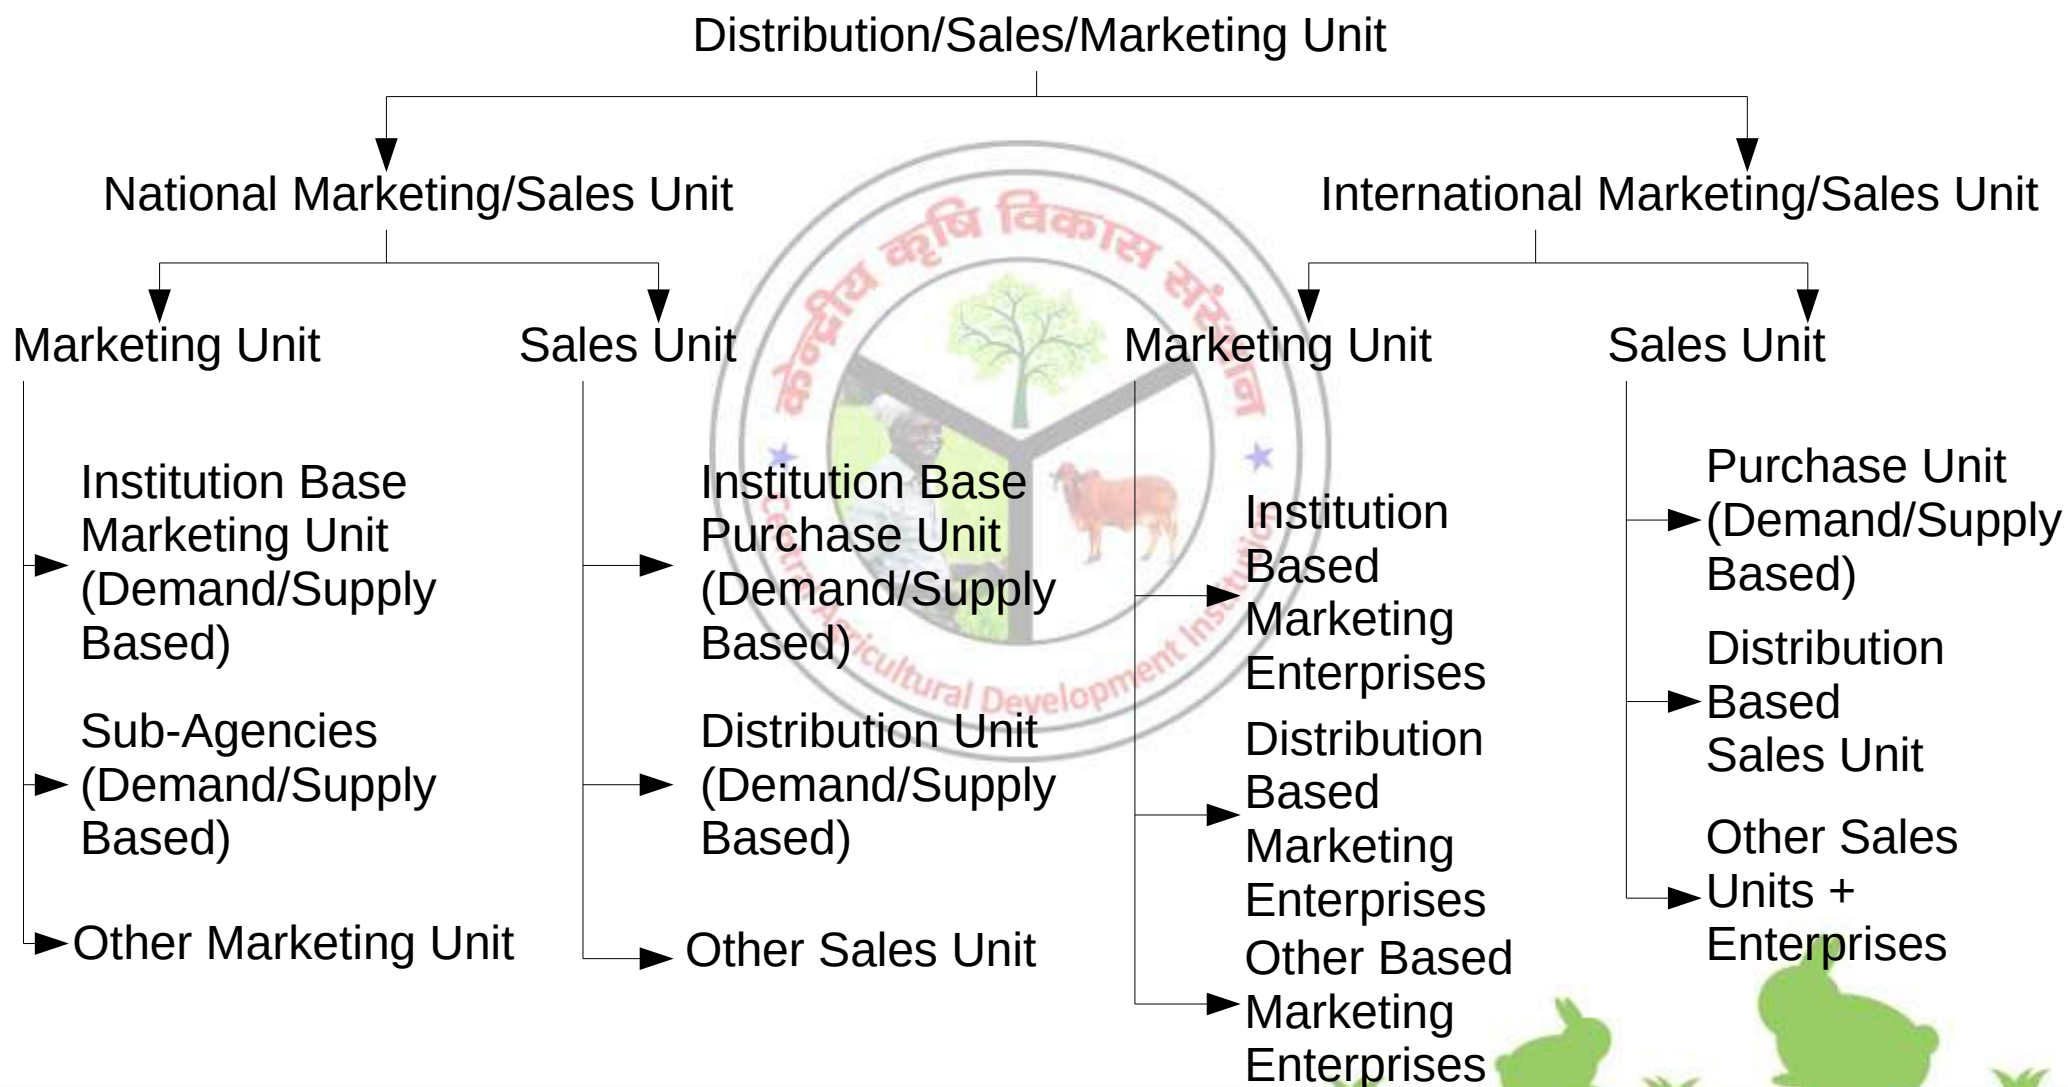 Distribution/Sales/Marketing Unit
National Marketing/Sales Unit
International Marketing/Sales Unit
Marketing Unit
Sales Unit
Marketing Unit
Sales Unit
Institution Base
Marketing Unit
(Demand/Supply
Based)
Sub-Agencies
(Demand/Supply
Based)
Other Marketing Unit
Institution Base
Purchase Unit
(Demand/Supply
Based)
Distribution Unit
(Demand/Supply
Based)
Other Sales Unit
Institution
Based
Marketing
Enterprises
Distribution
Based
Marketing
Enterprises
Other Based
Marketing
Enterprises
Purchase Unit
(Demand/Supply
Based)
Distribution
Based
Sales Unit
Other Sales
Units +
Enterprises
केन्द्रीय कृषि विकास संस्थान
Central Agricultural Development Institution